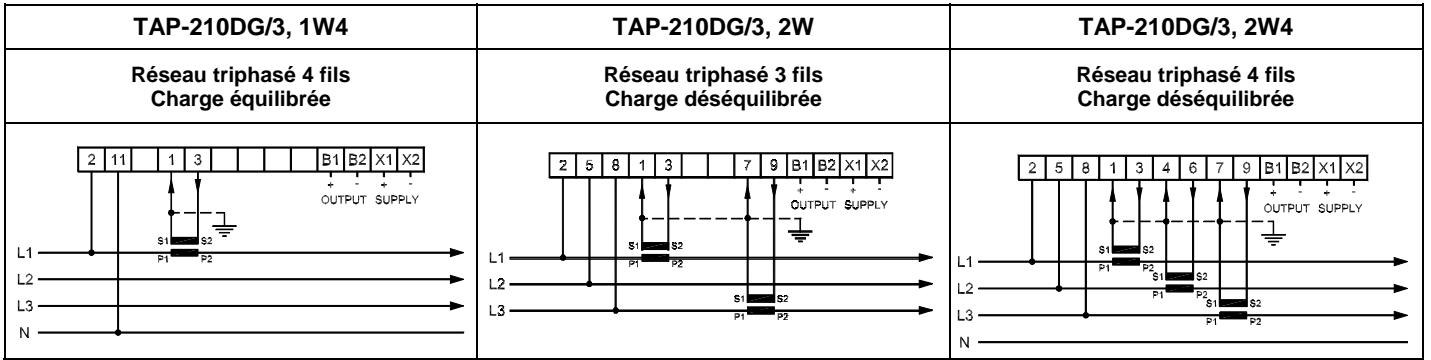 TAP-210DG/3, 1W4
Réseau triphasé 4 fils
Charge équilibrée
2 11 1 3 B1 B2 X1 X2
+ - + -
OUTPUT SUPPLY
S1 S2
L1
P1 P2
L2
L3
N
TAP-210DG/3, 2W
Réseau triphasé 3 fils
Charge déséquilibrée
2 5 8 1 3 7 9 B1 B2 X1 X2
+ - + -
OUTPUT SUPPLY
S1 S2
L1
P1 P2
L2
S1 S2
L3
P1 P2
TAP-210DG/3, 2W4
Réseau triphasé 4 fils
Charge déséquilibrée
2 5 8 1 3 4 6 7 9 B1 B2 X1 X2
+ - + -
OUTPUT SUPPLY
S1 S2
L1
P1 P2
S1 S2
L2
P1 P2
S1 S2
L3
P1 P2
N